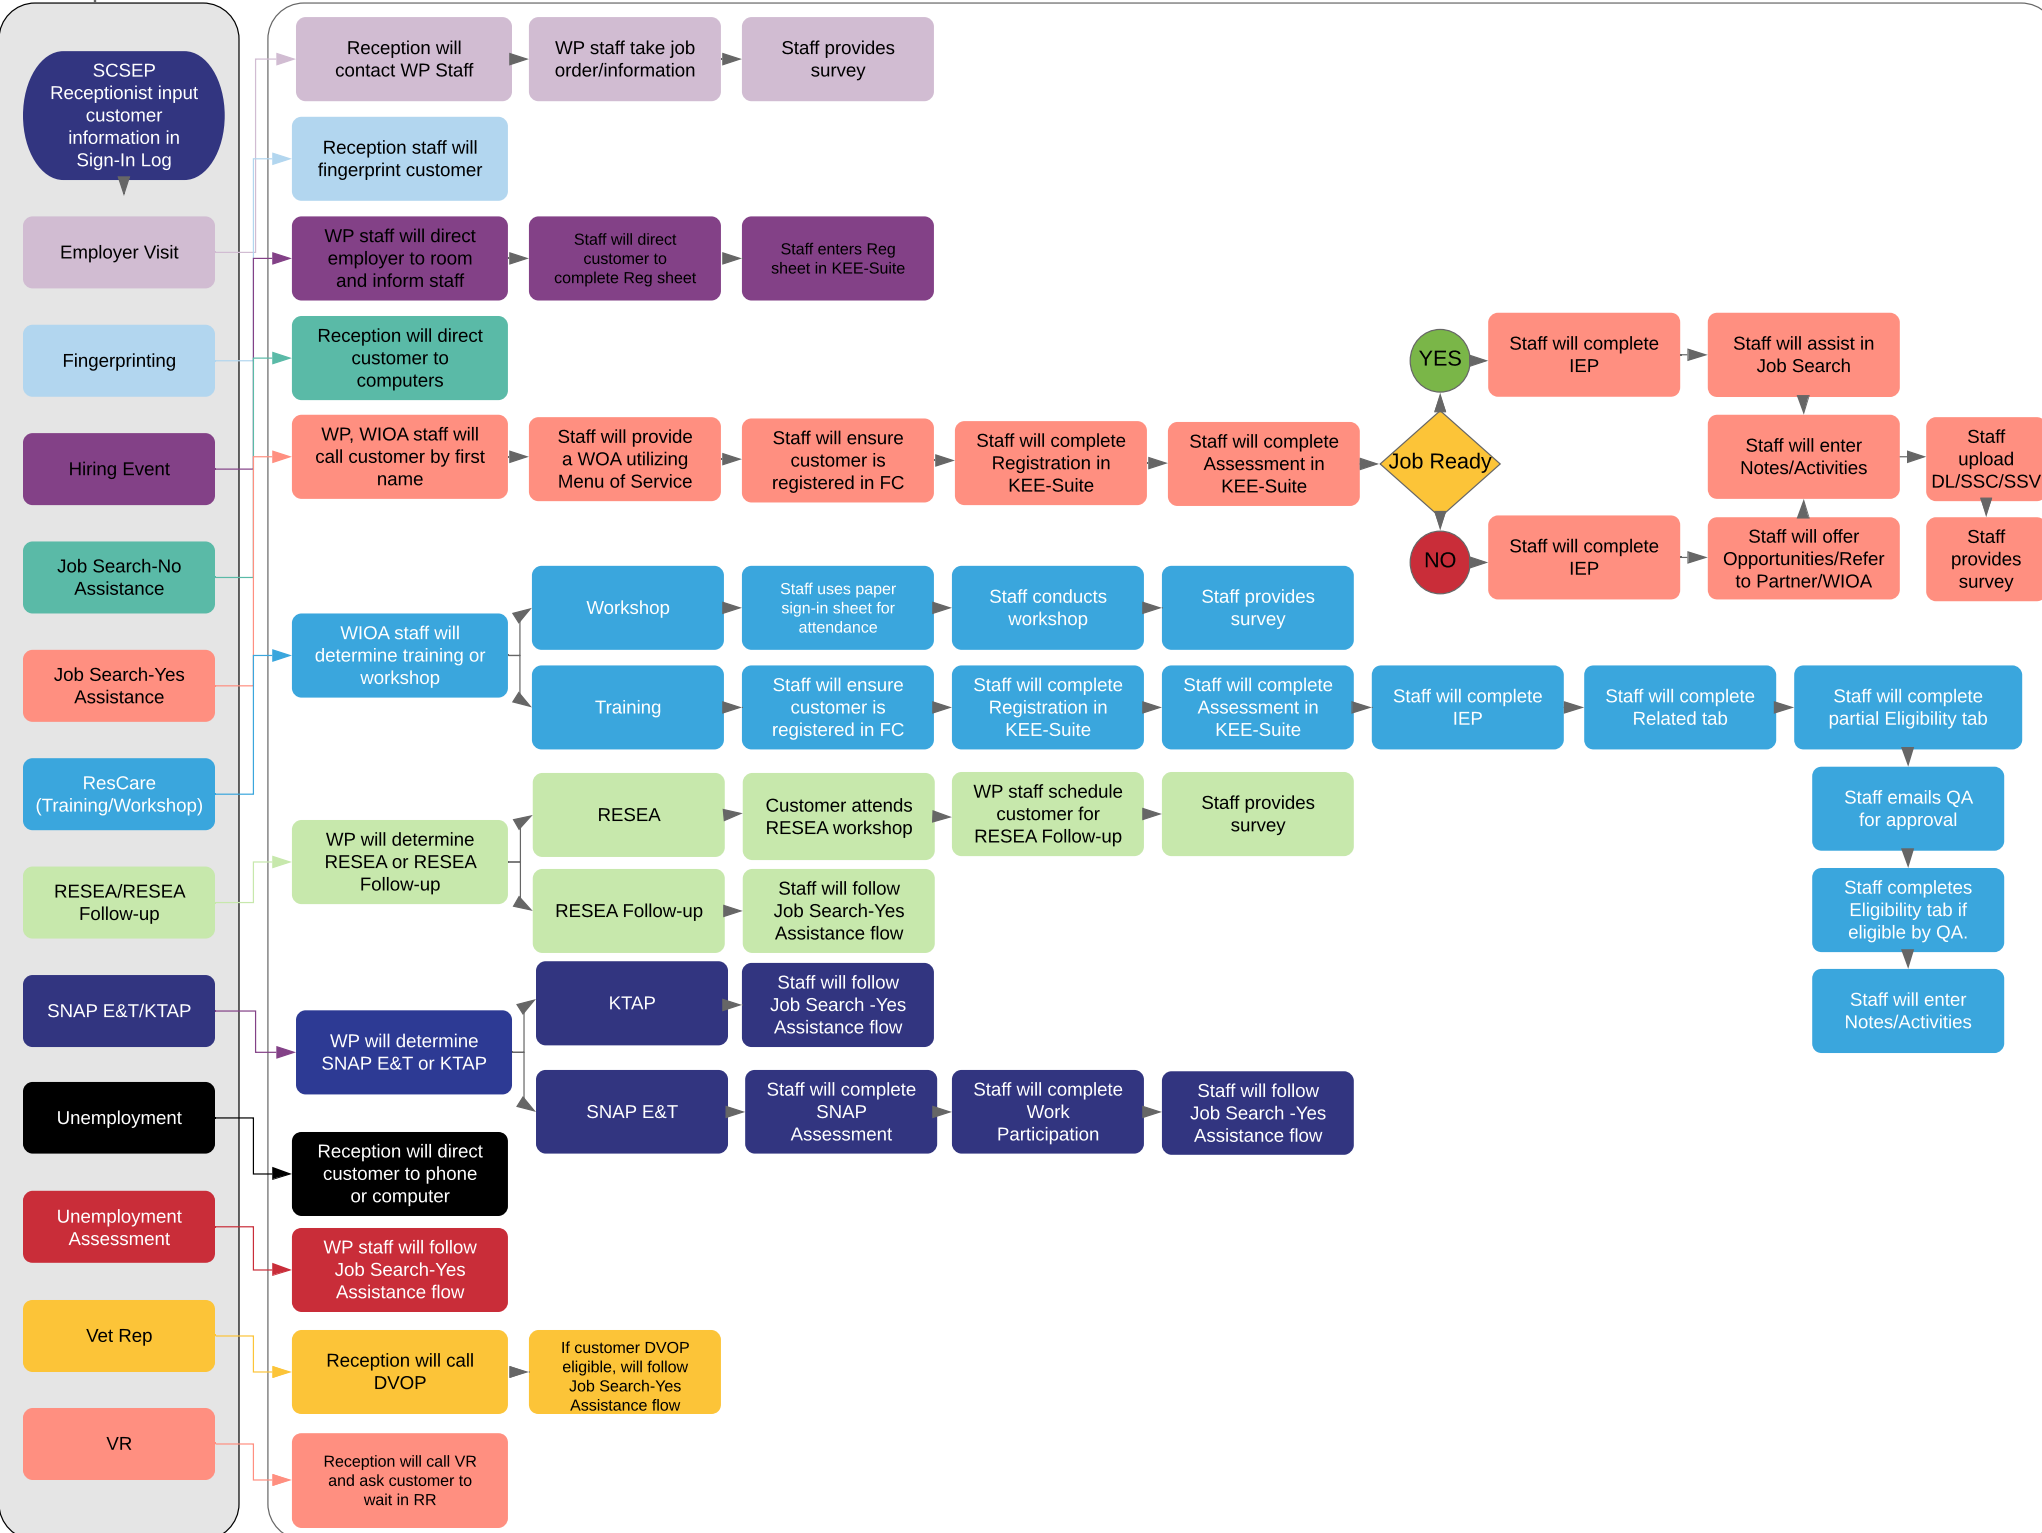 SCSEP
Receptionist input
customer
information in
Sign-In Log
Employer Visit
Fingerprinting
Hiring Event
Job Search-No
Assistance
Job Search-Yes
Assistance
ResCare
(Training/Workshop)
RESEA/RESEA
Follow-up
SNAP E&T/KTAP
Unemployment
Unemployment
Assessment
Vet Rep
VR
Reception will
contact WP Staff
WP staff take job
order/information
Staff provides
survey
Reception staff will
fingerprint customer
WP staff will direct
employer to room
and inform staff
Staff will direct
customer to
complete Reg sheet
Staff enters Reg
sheet in KEE-Suite
Reception will direct
customer to
computers
WP, WIOA staff will
call customer by first
name
Staff will provide
a WOA utilizing
Menu of Service
Staff will ensure
customer is
registered in FC
Staff will complete
Registration in
KEE-Suite
Staff will complete
Assessment in
KEE-Suite
Job Ready
YES
Staff will complete
IEP
Staff will assist in
Job Search
Staff will enter
Notes/Activities
Staff
upload
DL/SSC/SSV
NO
Staff will complete
IEP
Staff will offer
Opportunities/Refer
to Partner/WIOA
Staff
provides
survey
WIOA staff will
determine training or
workshop
Workshop
Staff uses paper
sign-in sheet for
attendance
Staff conducts
workshop
Staff provides
survey
Training
Staff will ensure
customer is
registered in FC
Staff will complete
Registration in
KEE-Suite
Staff will complete
Assessment in
KEE-Suite
Staff will complete
IEP
Staff will complete
Related tab
Staff will complete
partial Eligibility tab
Staff emails QA
for approval
Staff completes
Eligibility tab if
eligible by QA.
Staff will enter
Notes/Activities
WP will determine
RESEA or RESEA
Follow-up
RESEA
Customer attends
RESEA workshop
WP staff schedule
customer for
RESEA Follow-up
Staff provides
survey
RESEA Follow-up
Staff will follow
Job Search-Yes
Assistance flow
WP will determine
SNAP E&T or KTAP
KTAP
Staff will follow
Job Search -Yes
Assistance flow
SNAP E&T
Staff will complete
SNAP
Assessment
Staff will complete
Work
Participation
Staff will follow
Job Search -Yes
Assistance flow
Reception will direct
customer to phone
or computer
WP staff will follow
Job Search-Yes
Assistance flow
Reception will call
DVOP
If customer DVOP
eligible, will follow
Job Search-Yes
Assistance flow
Reception will call VR
and ask customer to
wait in RR